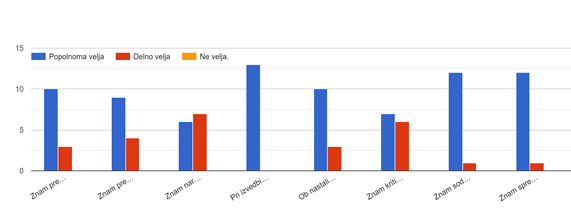 15
Popolnoma velja
Delno velja
Ne velja.
10
5
0
Znam pre…
Znam pre…
Znam nar…
Pri izvedbi…
Ob nastali…
Znam kriti…
Znam sod…
Znam spre…